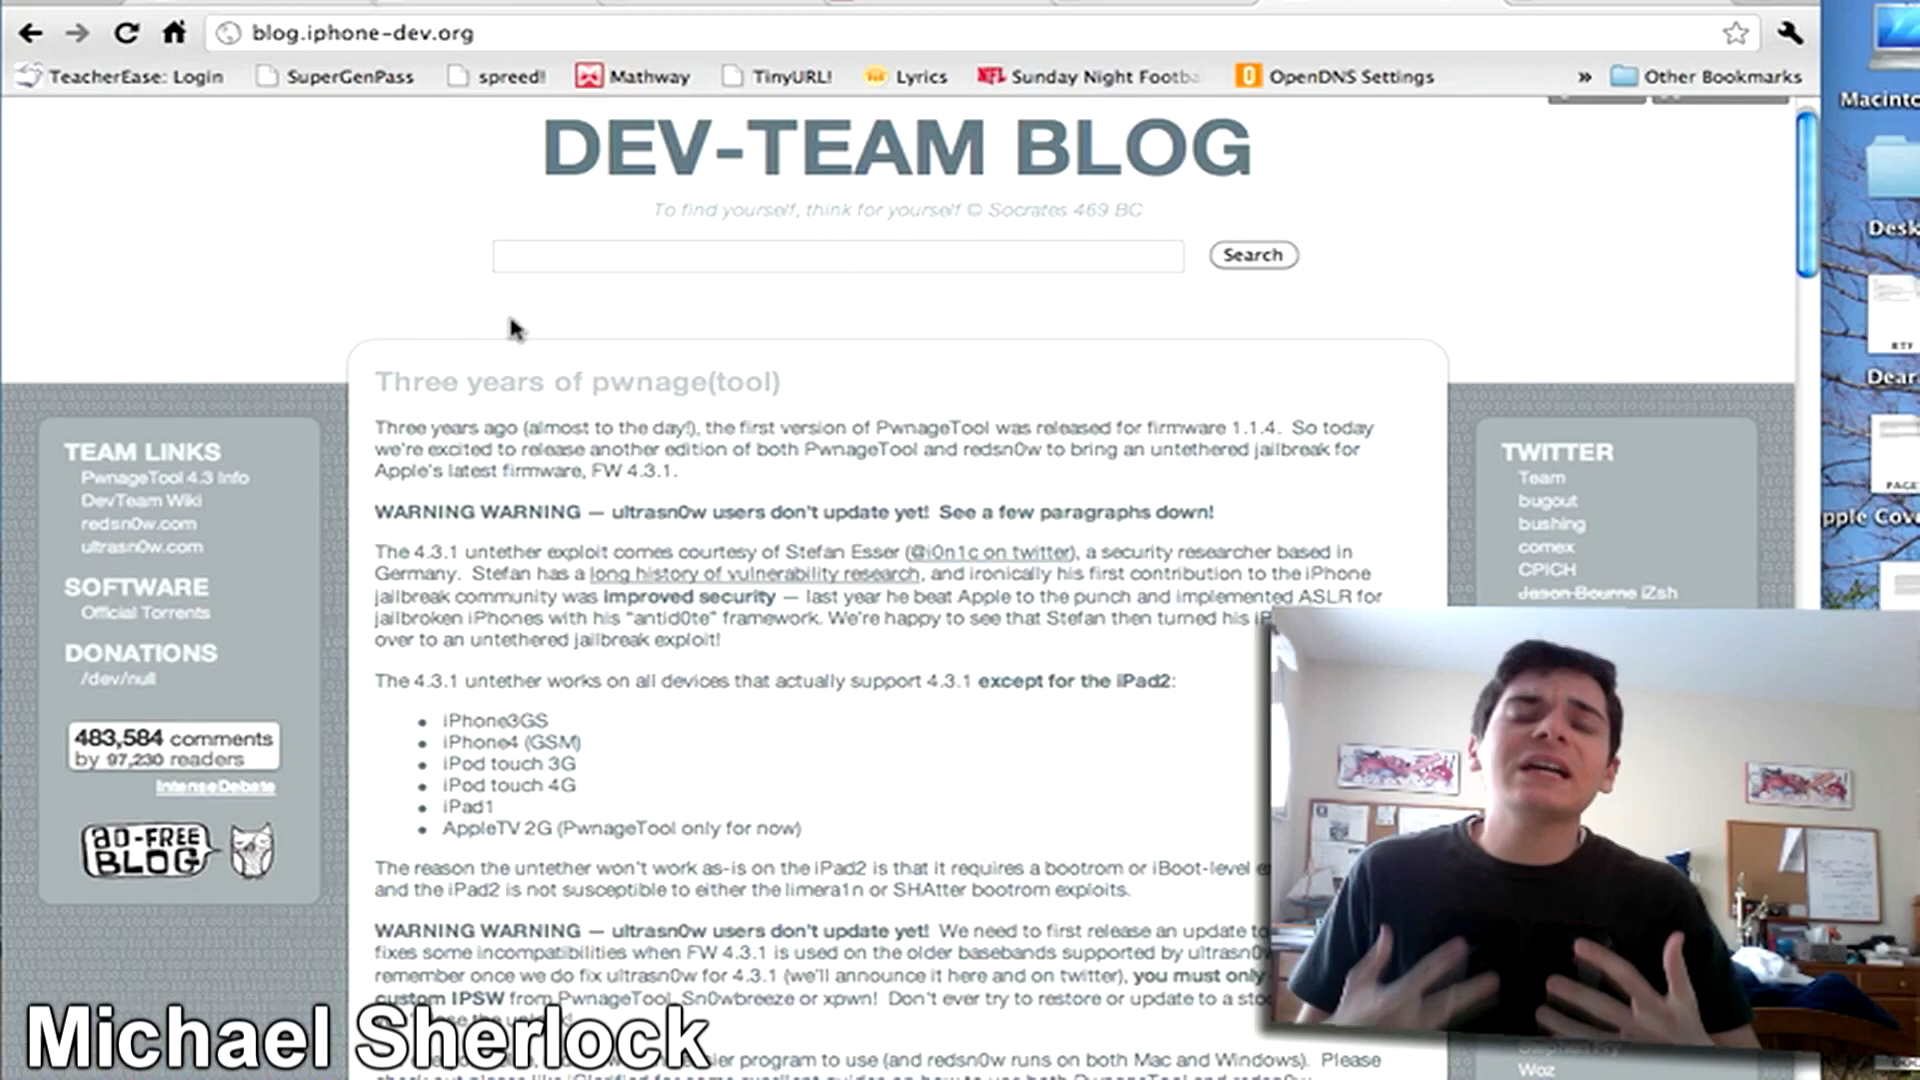 blog.iphone-dev.org
TeacherEase: Login SuperGenPass spreed! Mathway TinyURL! Lyrics Sunday Night Footba OpenDNS Settings » Other Bookmarks
Macinto
DEV-TEAM BLOG
To find yourself, think for yourself © Socrates 469 BC
Search
Desk
RTF
Dear
PAGE
pple Cov
Three years of pwnage(tool)
Three years ago (almost to the day!), the first version of PwnageTool was released for firmware 1.1.4. So today
we're excited to release another edition of both PwnageTool and redsn0w to bring an untethered jailbreak for
Apple's latest firmware, FW 4.3.1.
WARNING WARNING — ultrasn0w users don't update yet! See a few paragraphs down!
The 4.3.1 untether exploit comes courtesy of Stefan Esser (@i0n1c on twitter), a security researcher based in
Germany. Stefan has a long history of vulnerability research, and ironically his first contribution to the iPhone
jailbreak community was improved security — last year he beat Apple to the punch and implemented ASLR for
jailbroken iPhones with his "antid0te" framework. We're happy to see that Stefan then turned his iP
over to an untethered jailbreak exploit!
The 4.3.1 untether works on all devices that actually support 4.3.1 except for the iPad2:
• iPhone3GS
• iPhone4 (GSM)
• iPod touch 3G
• iPod touch 4G
• iPad1
• AppleTV 2G (PwnageTool only for now)
The reason the untether won't work as-is on the iPad2 is that it requires a bootrom or iBoot-level e
and the iPad2 is not susceptible to either the limera1n or SHAtter bootrom exploits.
WARNING WARNING — ultrasn0w users don't update yet! We need to first release an update to
fixes some incompatibilities when FW 4.3.1 is used on the older basebands supported by ultrasn0
remember once we do fix ultrasn0w for 4.3.1 (we'll announce it here and on twitter), you must only
custom IPSW from PwnageTool, Sn0wbreeze or xpwn! Don't ever try to restore or update to a sto
ier program to use (and redsn0w runs on both Mac and Windows). Please
TEAM LINKS
PwnageTool 4.3 Info
DevTeam Wiki
redsn0w.com
ultrasn0w.com
SOFTWARE
Official Torrents
DONATIONS
/dev/null
483,584 comments
by 97,230 readers
IntenseDebate
AD-FREE
BLOG
TWITTER
Team
bugout
bushing
comex
CPICH
Jason Bourne iZsh
Woz
Michael Sherlock